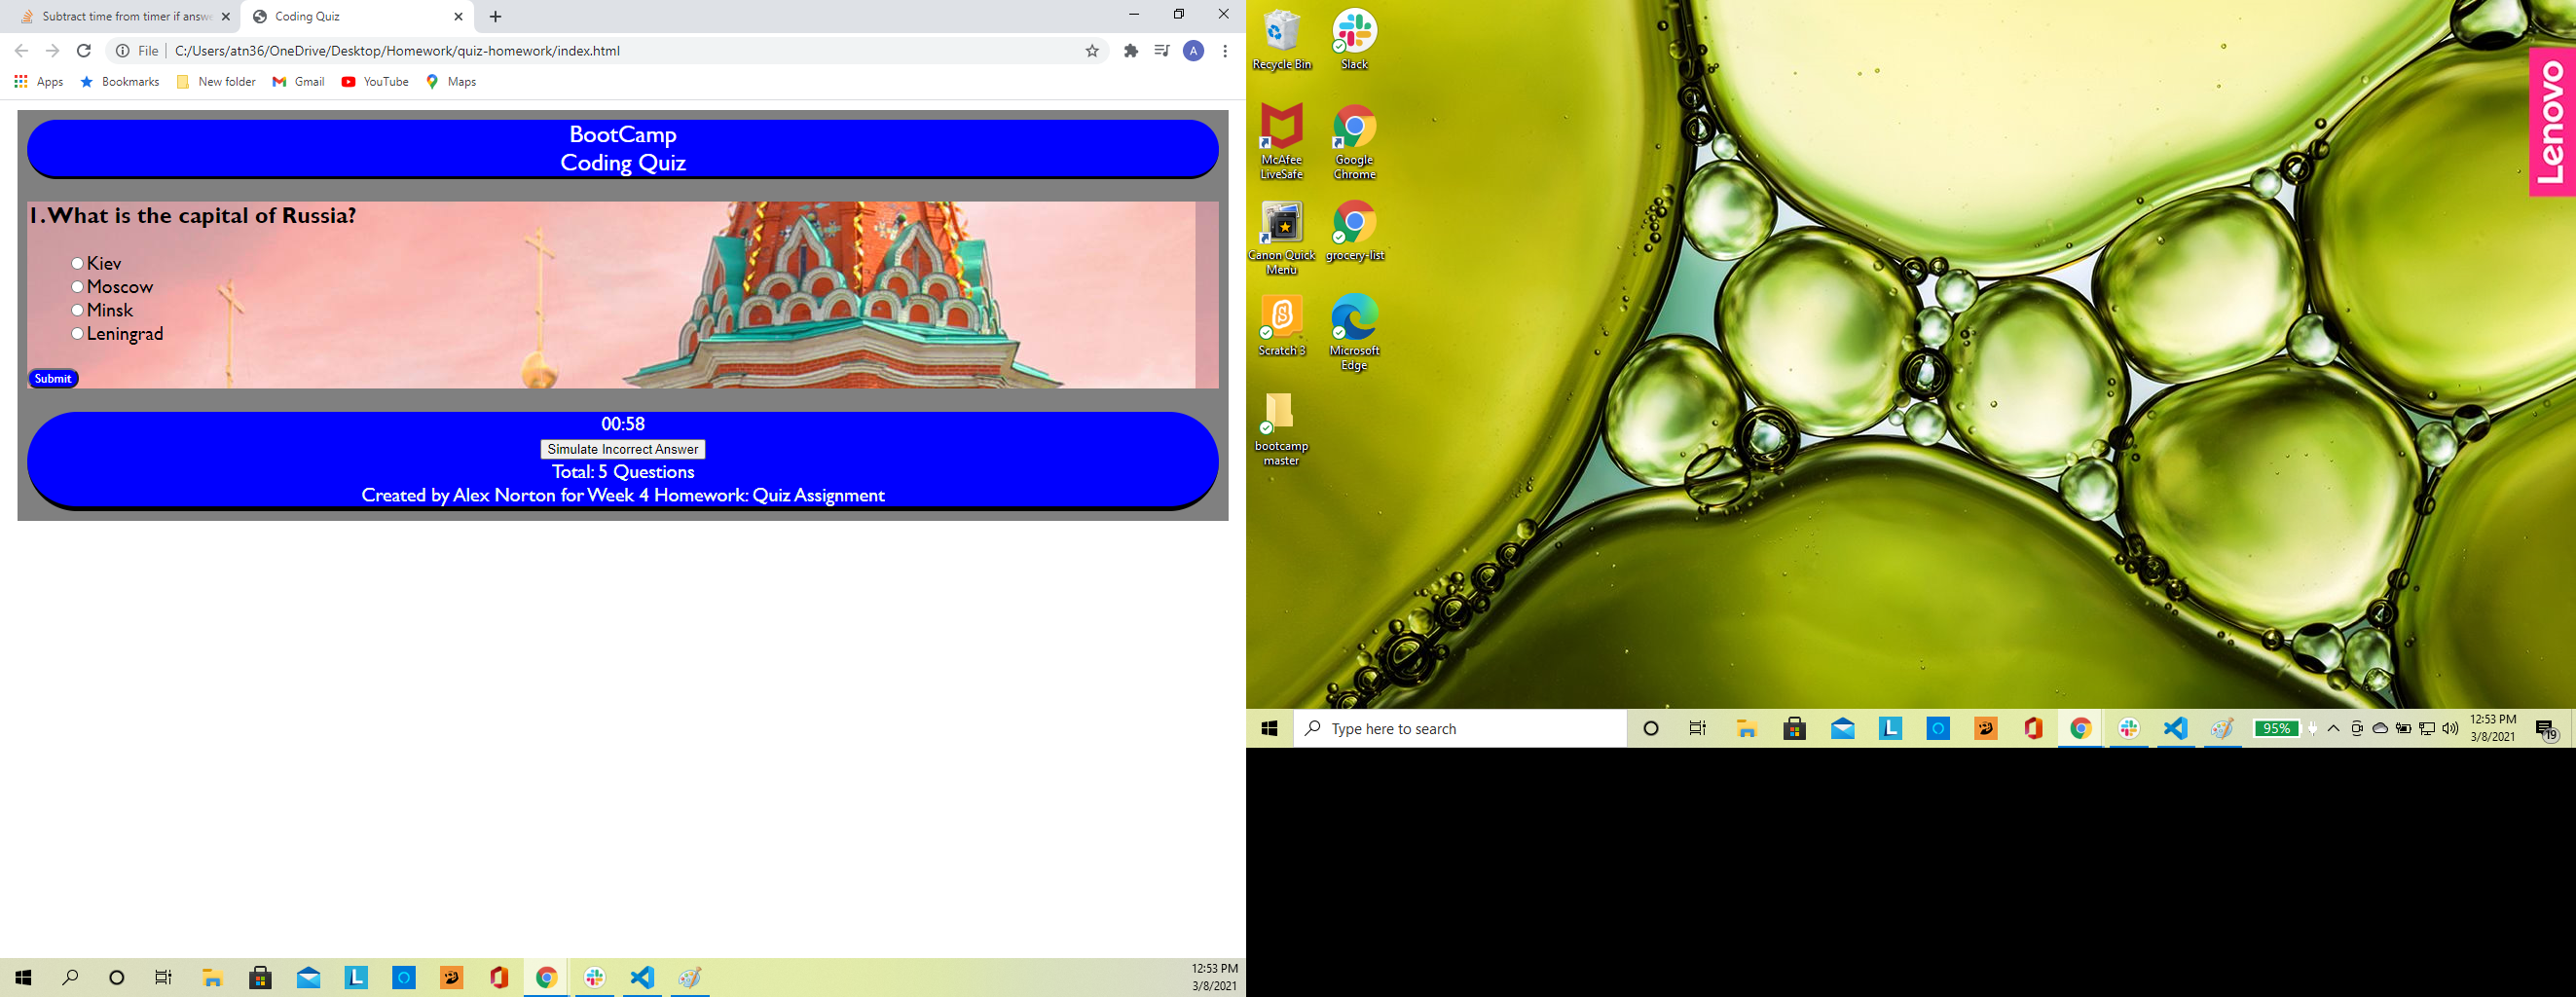 Subtract time from timer if answe
Coding Quiz
File
C:/Users/atn36/OneDrive/Desktop/Homework/quiz-homework/index.html
A
Apps
Bookmarks
New folder
Gmail
YouTube
Maps
BootCamp
Coding Quiz
1. What is the capital of Russia?
Kiev
Moscow
Minsk
Leningrad
Submit
00:58
Simulate Incorrect Answer
Total: 5 Questions
Created by Alex Norton for Week 4 Homework: Quiz Assignment
L
12:53 PM
3/8/2021
Recycle Bin
Slack
McAfee
LiveSafe
Google
Chrome
Canon Quick
Menu
grocery-list
Scratch 3
Microsoft
Edge
bootcamp
master
Lenovo
Type here to search
L
95%
12:53 PM
3/8/2021
19